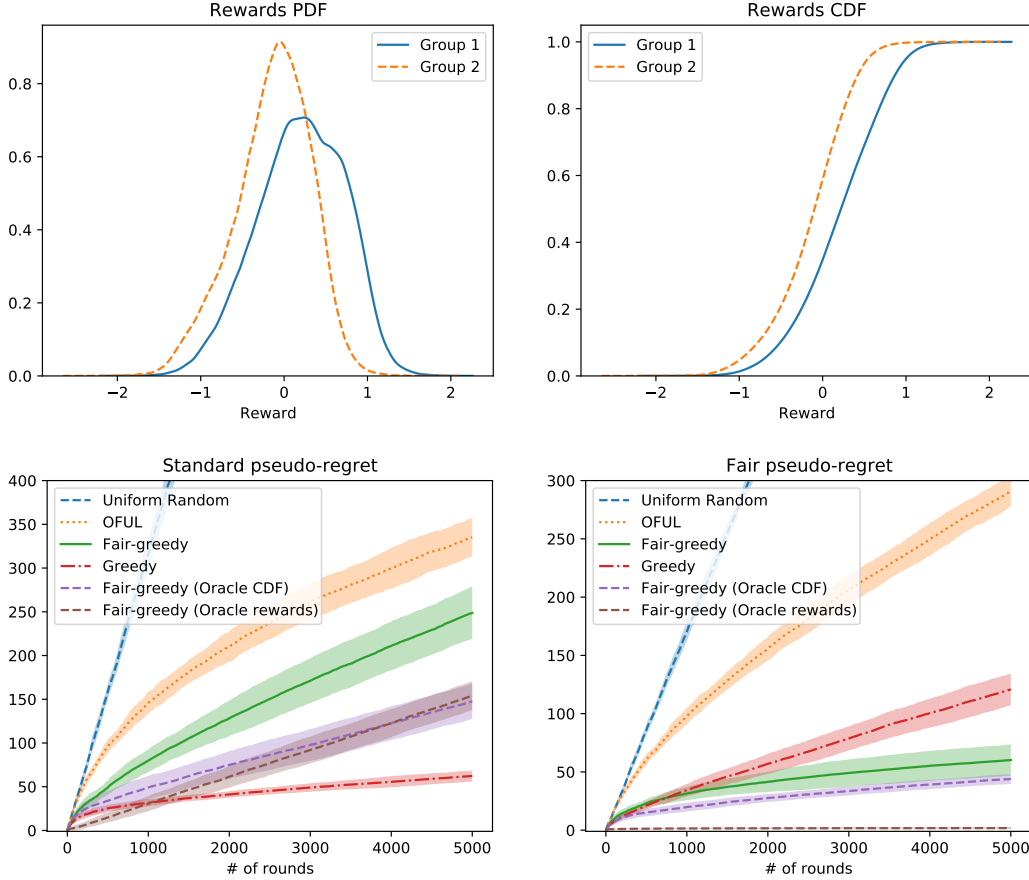 Rewards PDF
Group 1
Group 2
0.8
0.6
0.4
0.2
0.0
−2
−1
0
1
2
Reward
Rewards CDF
Group 1
Group 2
1.0
0.8
0.6
0.4
0.2
0.0
−2
−1
0
1
2
Reward
Standard pseudo-regret
Uniform Random
OFUL
Fair-greedy
Greedy
Fair-greedy (Oracle CDF)
Fair-greedy (Oracle rewards)
400
350
300
250
200
150
100
50
0
0
1000
2000
3000
4000
5000
# of rounds
Fair pseudo-regret
Uniform Random
OFUL
Fair-greedy
Greedy
Fair-greedy (Oracle CDF)
Fair-greedy (Oracle rewards)
300
250
200
150
100
50
0
0
1000
2000
3000
4000
5000
# of rounds